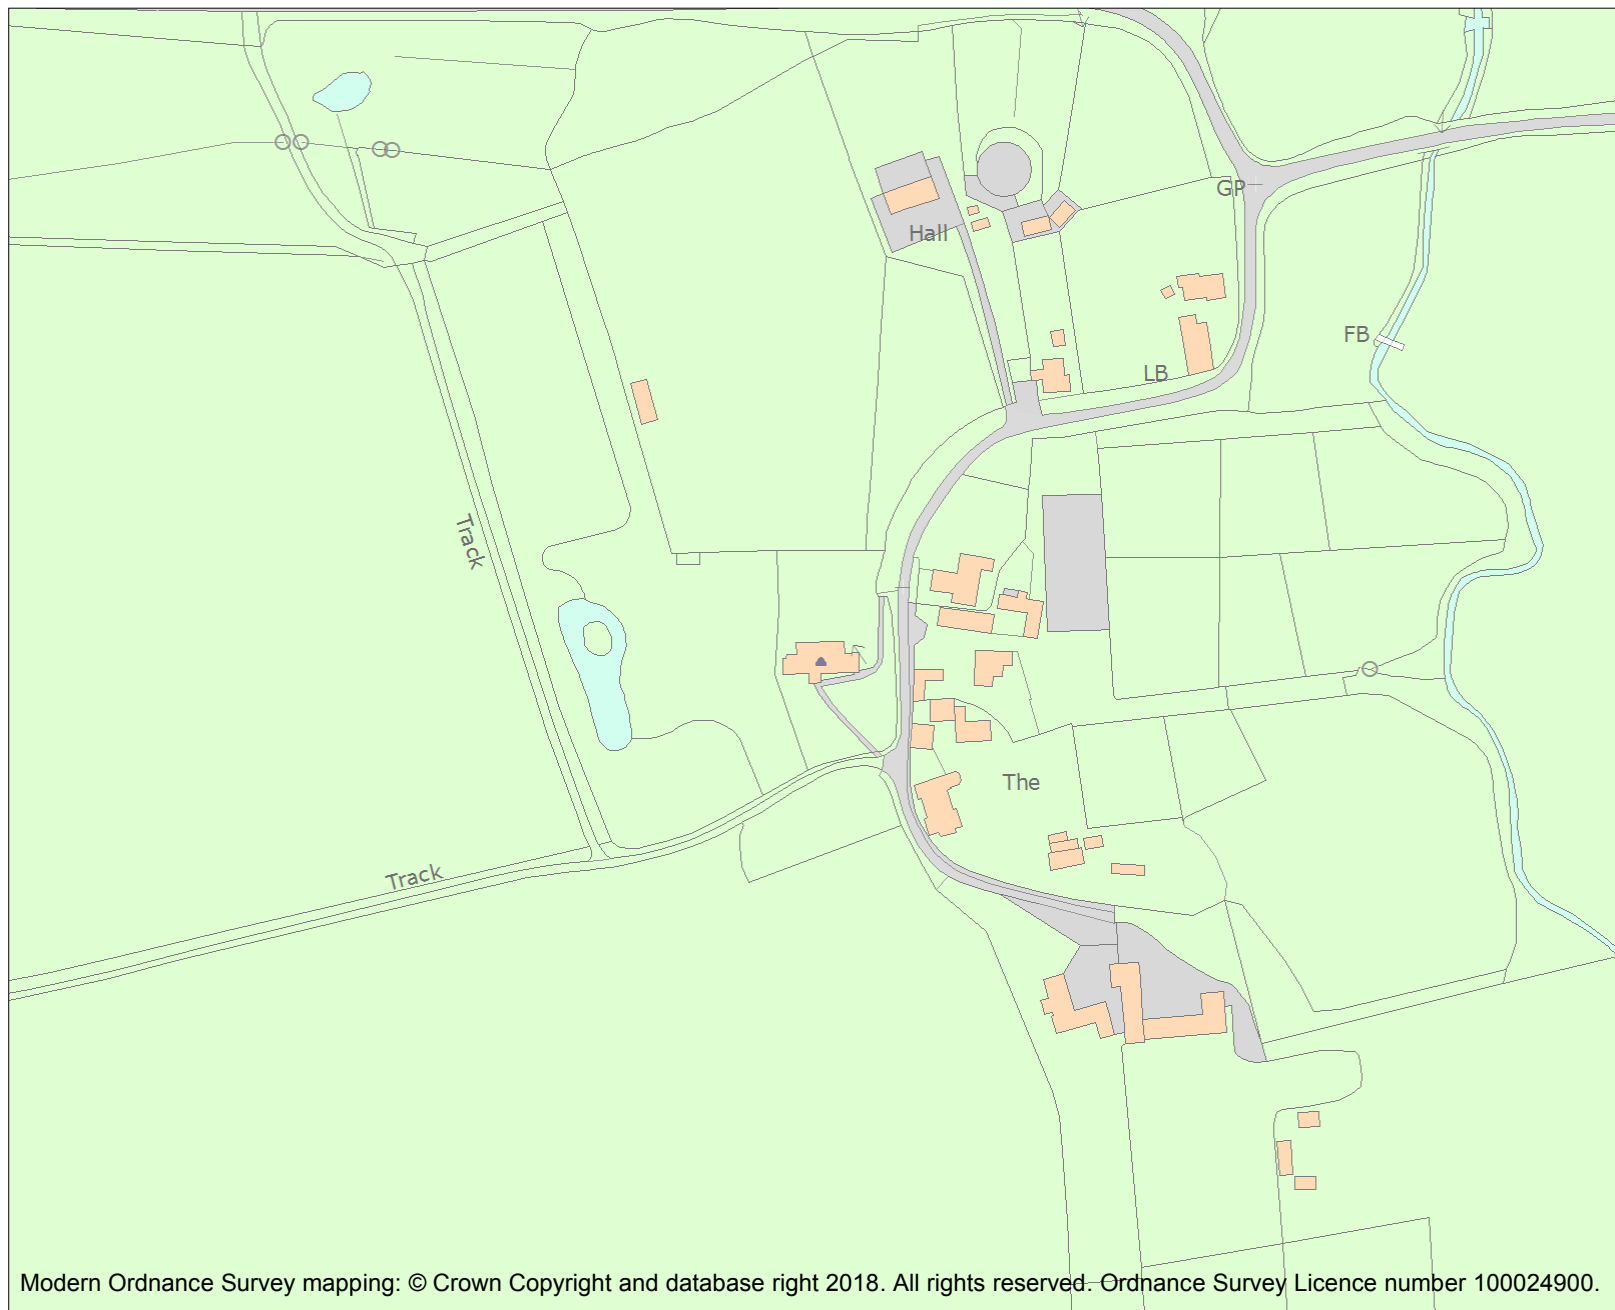 GP
Hall
FB
LB
Track
The
Track
Modern Ordnance Survey mapping: © Crown Copyright and database right 2018. All rights reserved. Ordnance Survey Licence number 100024900.